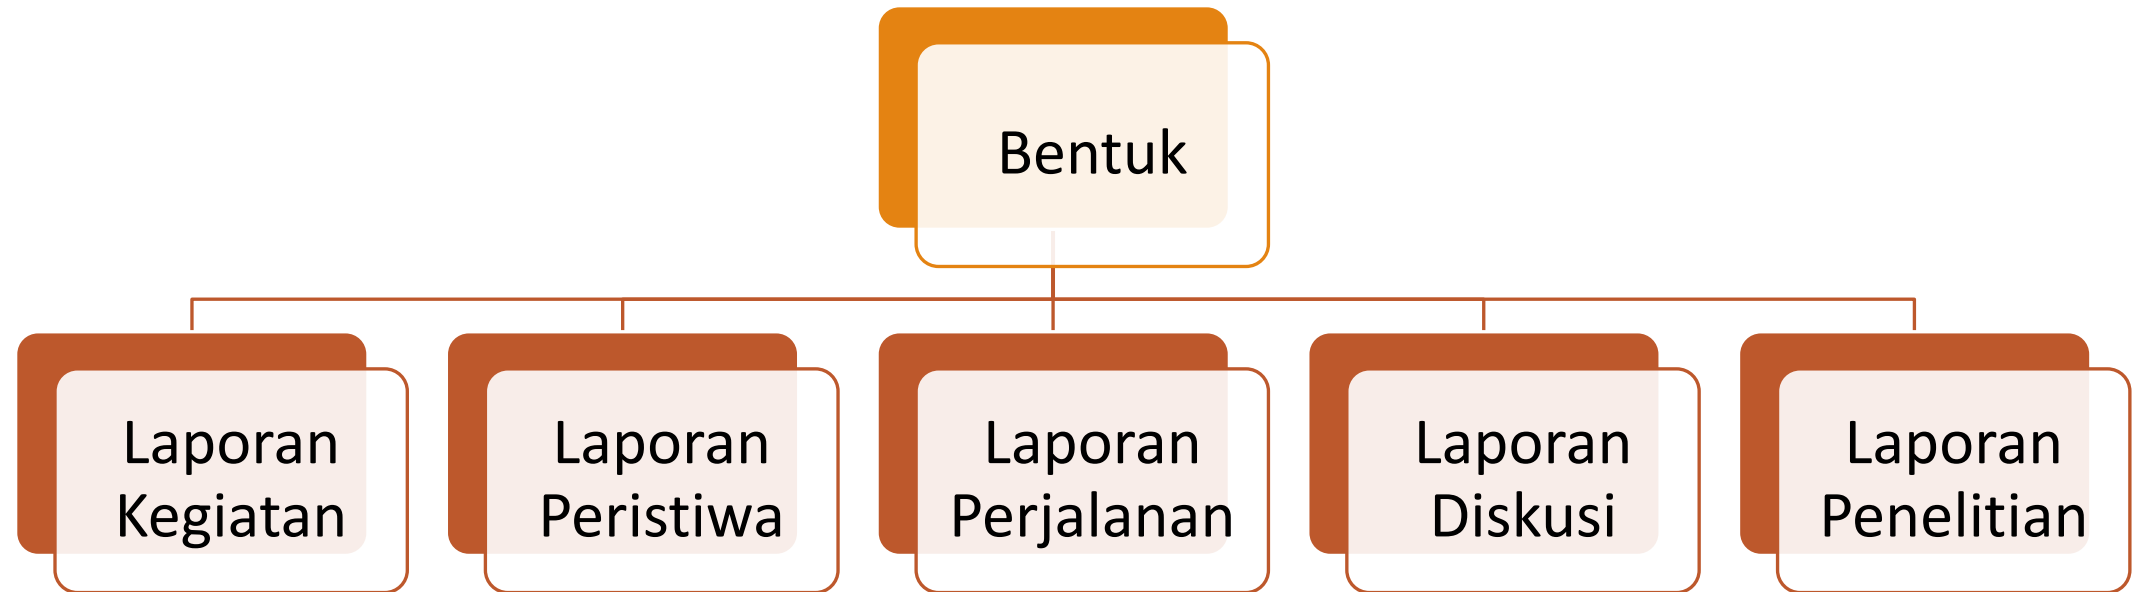 Bentuk
Laporan
Kegiatan
Laporan
Peristiwa
Laporan
Perjalanan
Laporan
Diskusi
Laporan
Penelitian